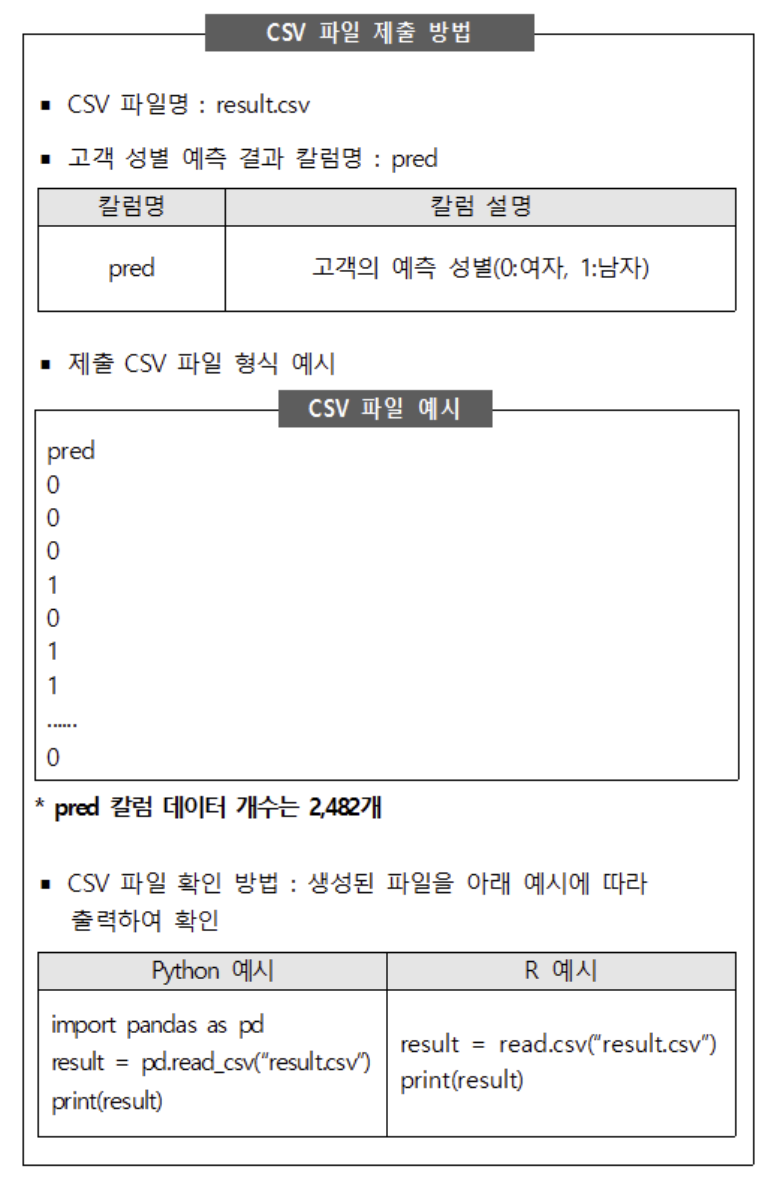 CSV 파일 제출 방법
▪ CSV 파일명 : result.csv
▪ 고객 성별 예측 결과 칼럼명 : pred
칼럼명 칼럼 설명
pred 고객의 예측 성별(0:여자, 1:남자)
▪ 제출 CSV 파일 형식 예시
CSV 파일 예시
pred
0
0
0
1
0
1
1
......
0
* pred 칼럼 데이터 개수는 2,482개
▪ CSV 파일 확인 방법 : 생성된 파일을 아래 예시에 따라
출력하여 확인
Python 예시 R 예시
import pandas as pd
result = pd.read_csv("result.csv")
print(result)
result = read.csv("result.csv")
print(result)